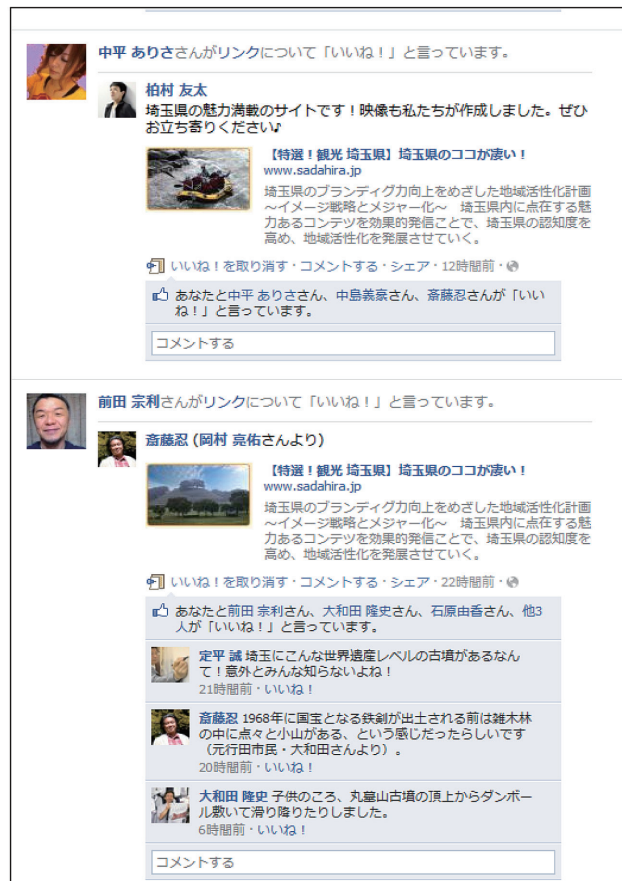 中平 ありささんがリンクについて「いいね！」と言っています。
柏村 友太
埼玉県の魅力満載のサイトです！映像も私たちが作成しました。ぜひ
お立ち寄りください♪
【特選！観光 埼玉県】埼玉県のココが凄い！
www.sadahira.jp
埼玉県のブランディグ力向上をめざした地域活性化計画
～イメージ戦略とメジャー化～　埼玉県内に点在する魅
力あるコンテツを効果的発信ことで、埼玉県の認知度を
高め、地域活性化を発展させていく。
いいね！を取り消す・コメントする・シェア・12時間前・
あなたと中平 ありささん、中島義豪さん、斎藤忍さんが「いい
ね！」と言っています。
コメントする
前田 宗利さんがリンクについて「いいね！」と言っています。
斎藤忍 (岡村 亮佑さんより)
【特選！観光 埼玉県】埼玉県のココが凄い！
www.sadahira.jp
埼玉県のブランディグ力向上をめざした地域活性化計画
～イメージ戦略とメジャー化～　埼玉県内に点在する魅
力あるコンテツを効果的発信ことで、埼玉県の認知度を
高め、地域活性化を発展させていく。
いいね！を取り消す・コメントする・シェア・22時間前・
あなたと前田 宗利さん、大和田 隆史さん、石原由香さん、他3
人が「いいね！」と言っています。
定平 誠 埼玉にこんな世界遺産レベルの古墳があるなん
て！意外とみんな知らないよね！
21時間前・いいね！
斎藤忍 1968年に国宝となる鉄剣が出土される前は雑木林
の中に点々と小山がある、という感じだったらしいです
（元行田市民・大和田さんより）。
20時間前・いいね！
大和田 隆史 子供のころ、丸墓山古墳の頂上からダンボー
ル敷いて滑り降りたりしました。
6時間前・いいね！
コメントする